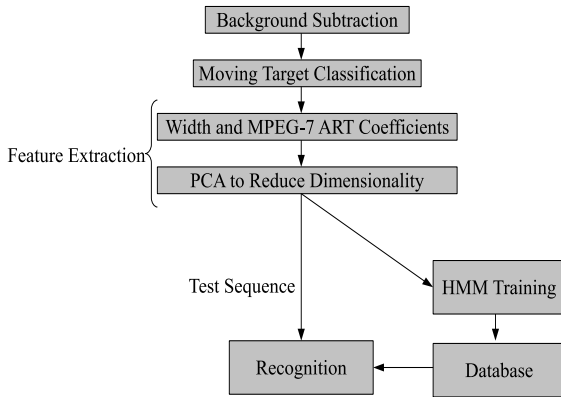 Background Subtraction
Moving Target Classification
Width and MPEG-7 ART Coefficients
Feature Extraction
PCA to Reduce Dimensionality
Test Sequence
HMM Training
Recognition
Database